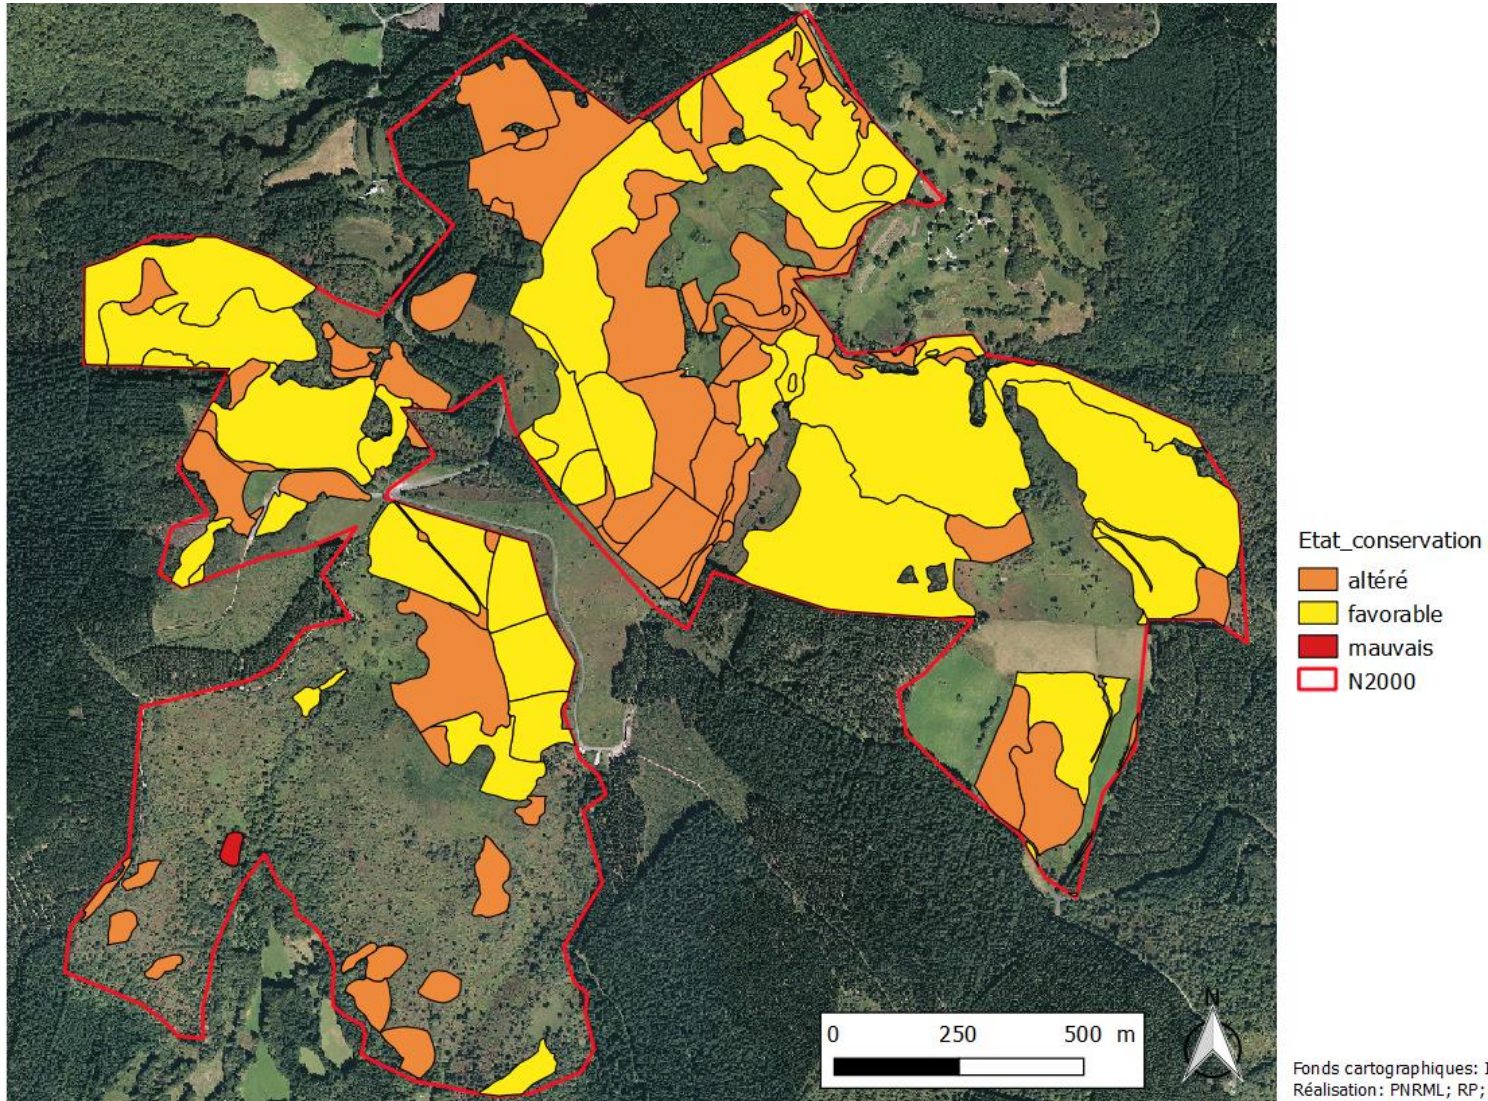 Etat_conservation
altéré
favorable
mauvais
N2000
0 250 500 m
N
Fonds cartographiques:
Réalisation: PNRML; RP;